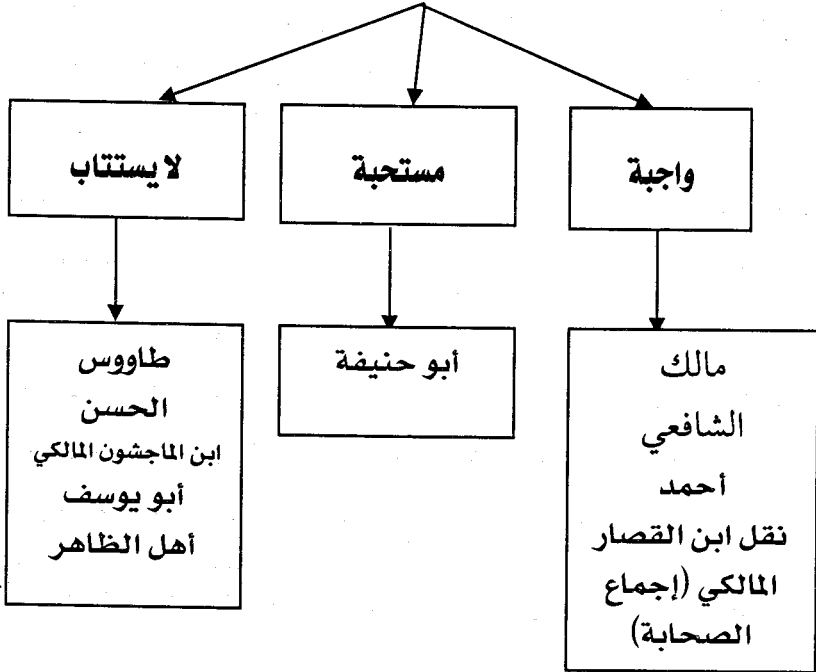 واجبة
مستحبة
لا يستتاب
مالك
الشافعي
أحمد
نقل ابن القصار
المالكي (إجماع
الصحابة)
أبو حنيفة
طاووس
الحسن
ابن الماجشون المالكي
أبو يوسف
أهل الظاهر